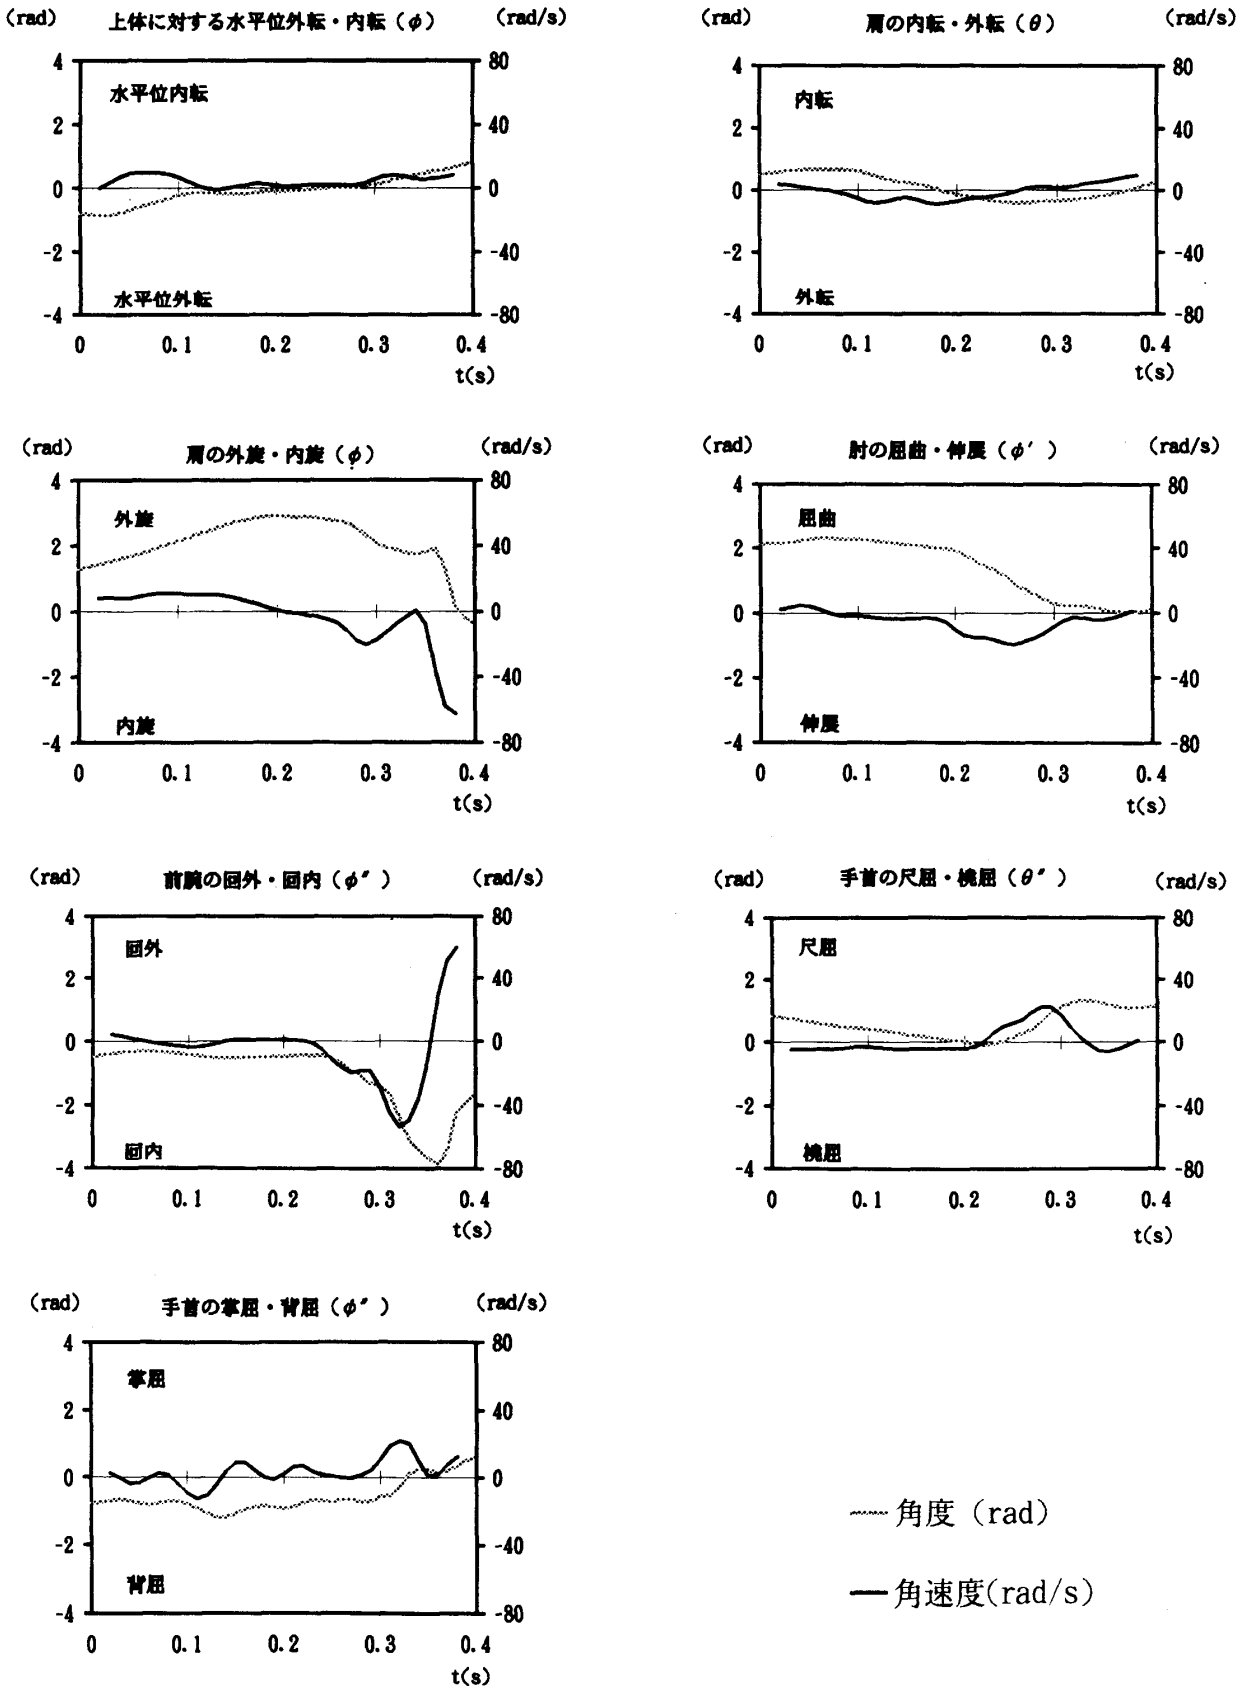 (rad) 上体に対する水平位外転・内転(φ) (rad/s)
4 80
水平位内転
2 40
0 0
-2 -40
水平位外転
-4 -80
0 0.1 0.2 0.3 0.4
t(s)
(rad) 肩の内転・外転(θ) (rad/s)
4 80
内転
2 40
0 0
-2 -40
外転
-4 -80
0 0.1 0.2 0.3 0.4
t(s)
(rad) 肩の外旋・内旋(φ) (rad/s)
4 80
外旋
2 40
0 0
-2 -40
内旋
-4 -80
0 0.1 0.2 0.3 0.4
t(s)
(rad) 肘の屈曲・伸展(φ′) (rad/s)
4 80
屈曲
2 40
0 0
-2 -40
伸展
-4 -80
0 0.1 0.2 0.3 0.4
t(s)
(rad) 前腕の回外・回内(φ″) (rad/s)
4 80
回外
2 40
0 0
-2 -40
回内
-4 -80
0 0.1 0.2 0.3 0.4
t(s)
(rad) 手首の尺屈・橈屈(θ″) (rad/s)
4 80
尺屈
2 40
0 0
-2 -40
橈屈
-4 -80
0 0.1 0.2 0.3 0.4
t(s)
(rad) 手首の掌屈・背屈(φ″) (rad/s)
4 80
掌屈
2 40
0 0
-2 -40
背屈
-4 -80
0 0.1 0.2 0.3 0.4
t(s)
角度(rad)
角速度(rad/s)